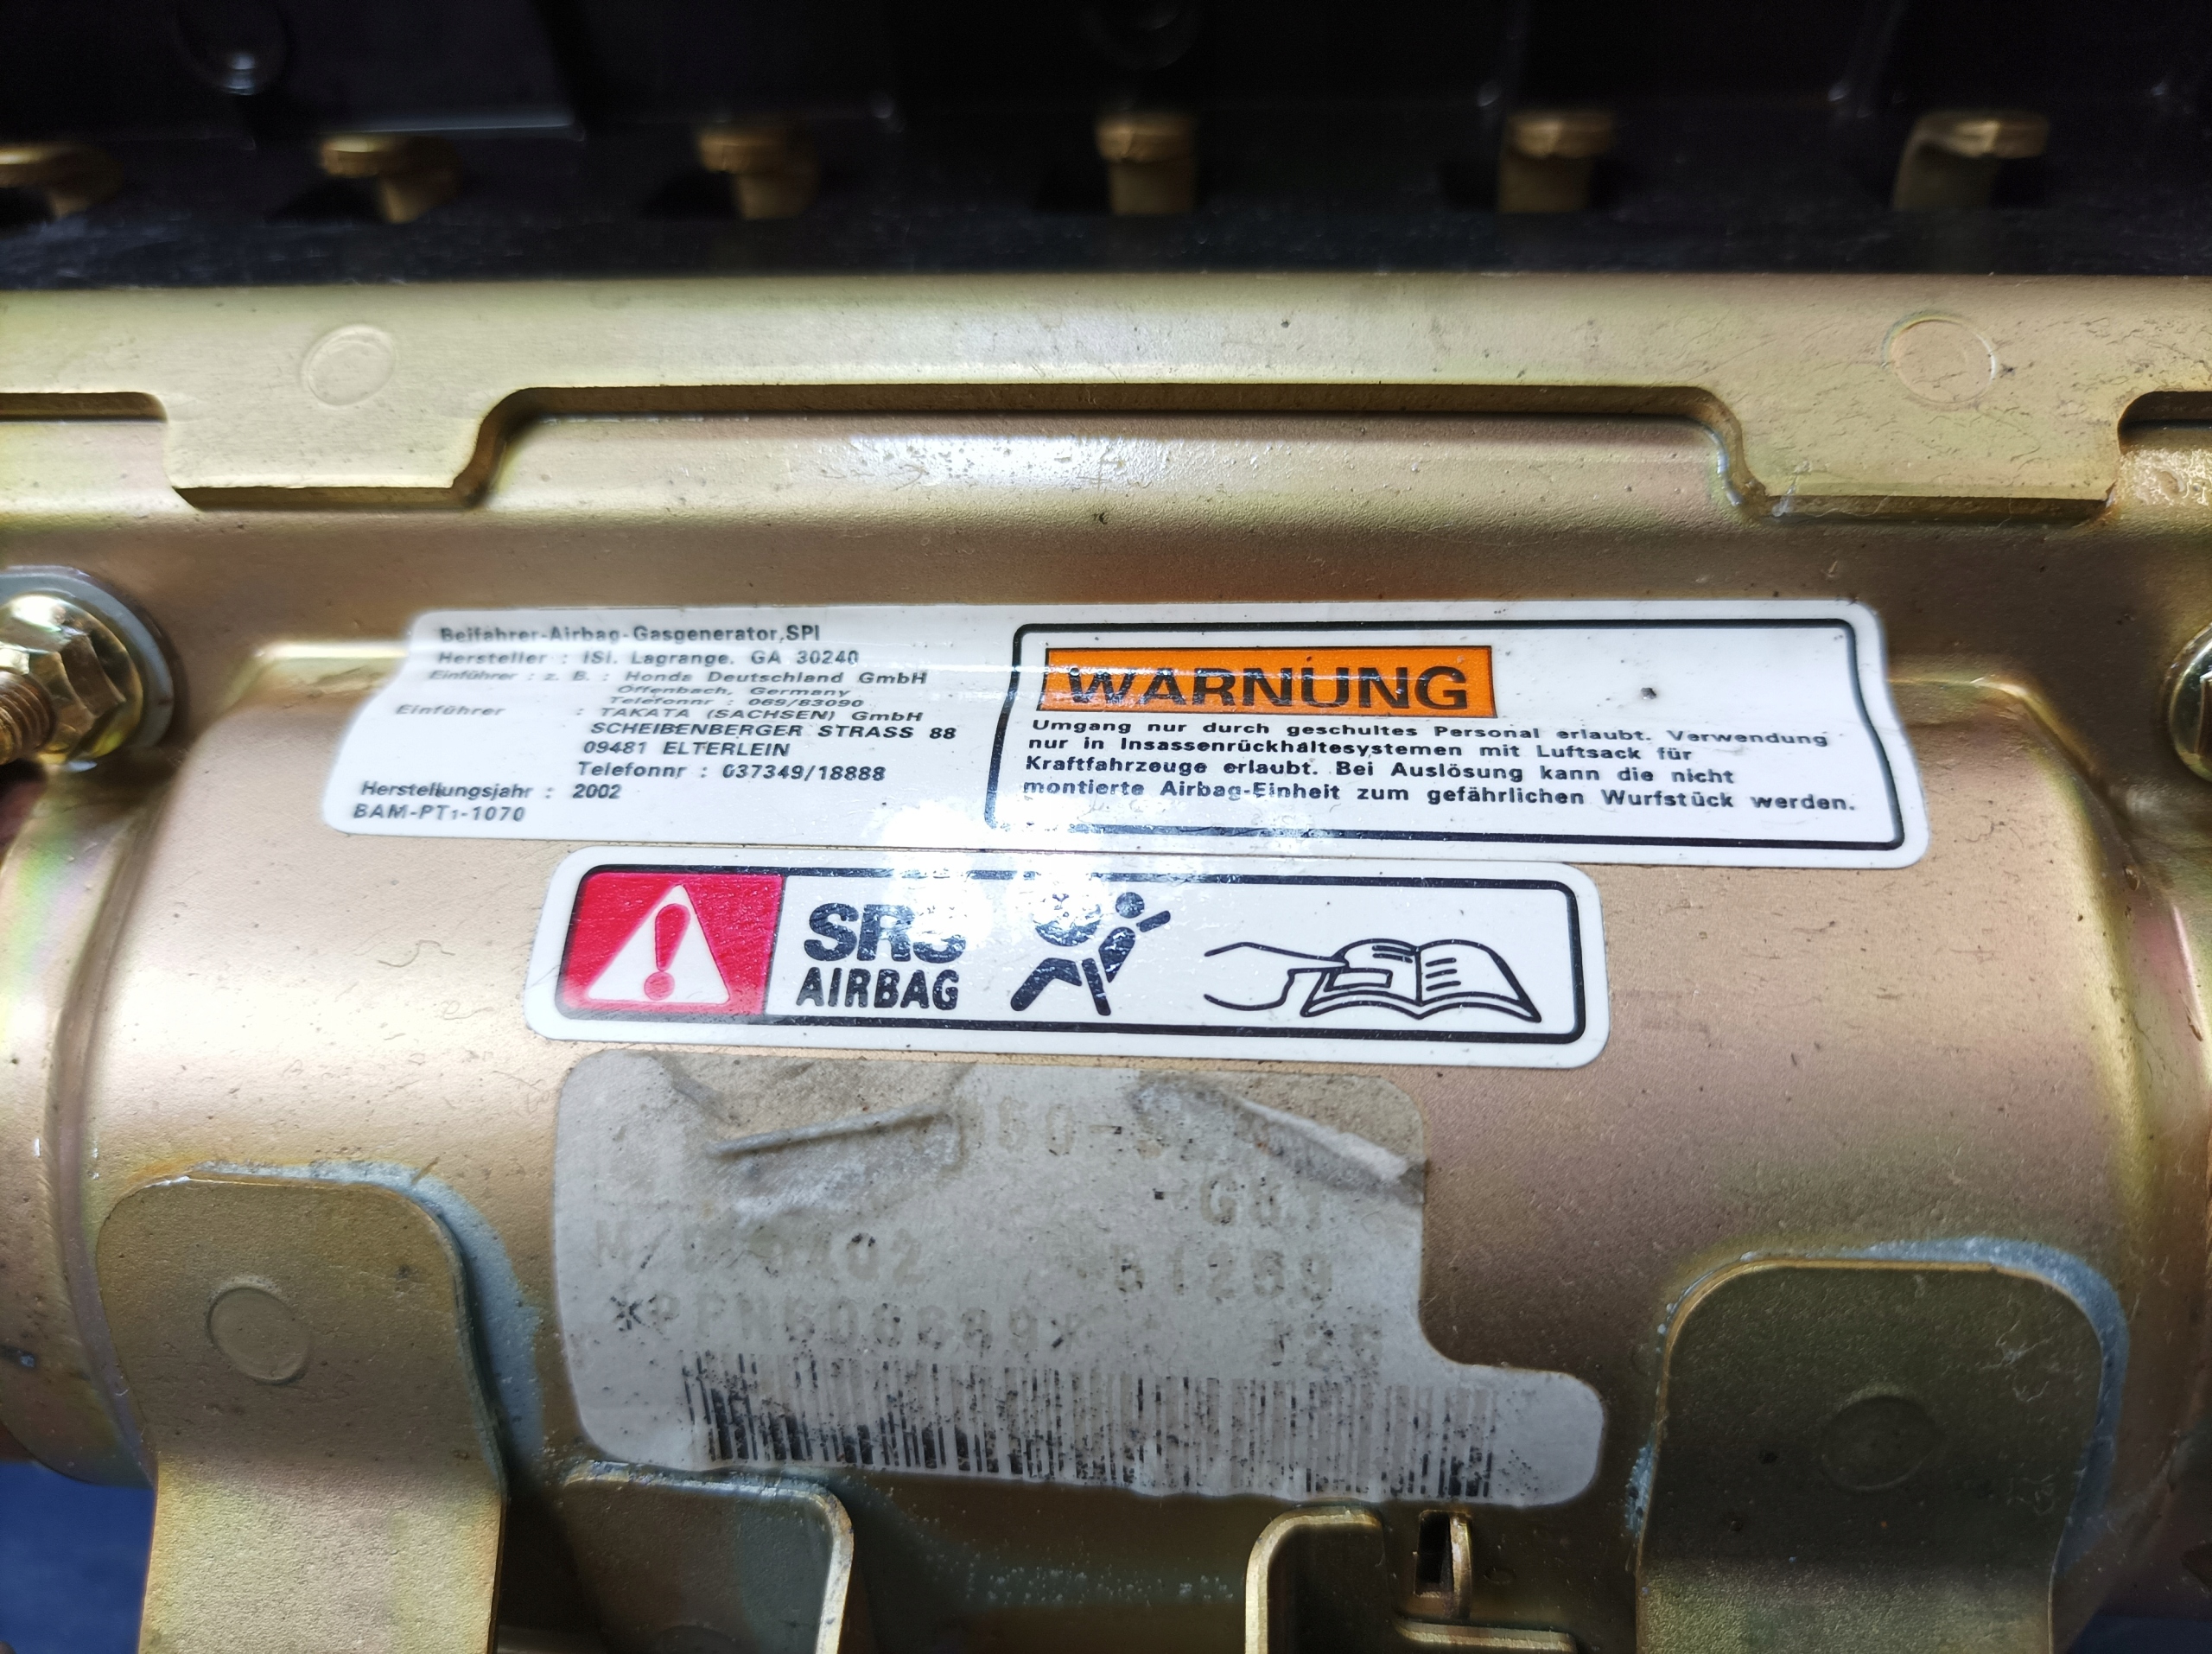 Beifahrer-Airbag-Gasgenerator,SPI
Hersteller : ISI. Lagrange. GA 30240
Einführer : z. B. : Honda Deutschland GmbH
Offenbach, Germany
Telefonnr : 069/83090
Einführer : TAKATA (SACHSEN) GmbH
SCHEIBENBERGER STRASS 88
09481 ELTERLEIN
Telefonnr : 037349/18888
Herstellungsjahr : 2002
BAM-PT1-1070
WARNUNG
Umgang nur durch geschultes Personal erlaubt. Verwendung
nur in Insassenrückhaltesystemen mit Luftsack für
Kraftfahrzeuge erlaubt. Bei Auslösung kann die nicht
montierte Airbag-Einheit zum gefährlichen Wurfstück werden.
SRS
AIRBAG